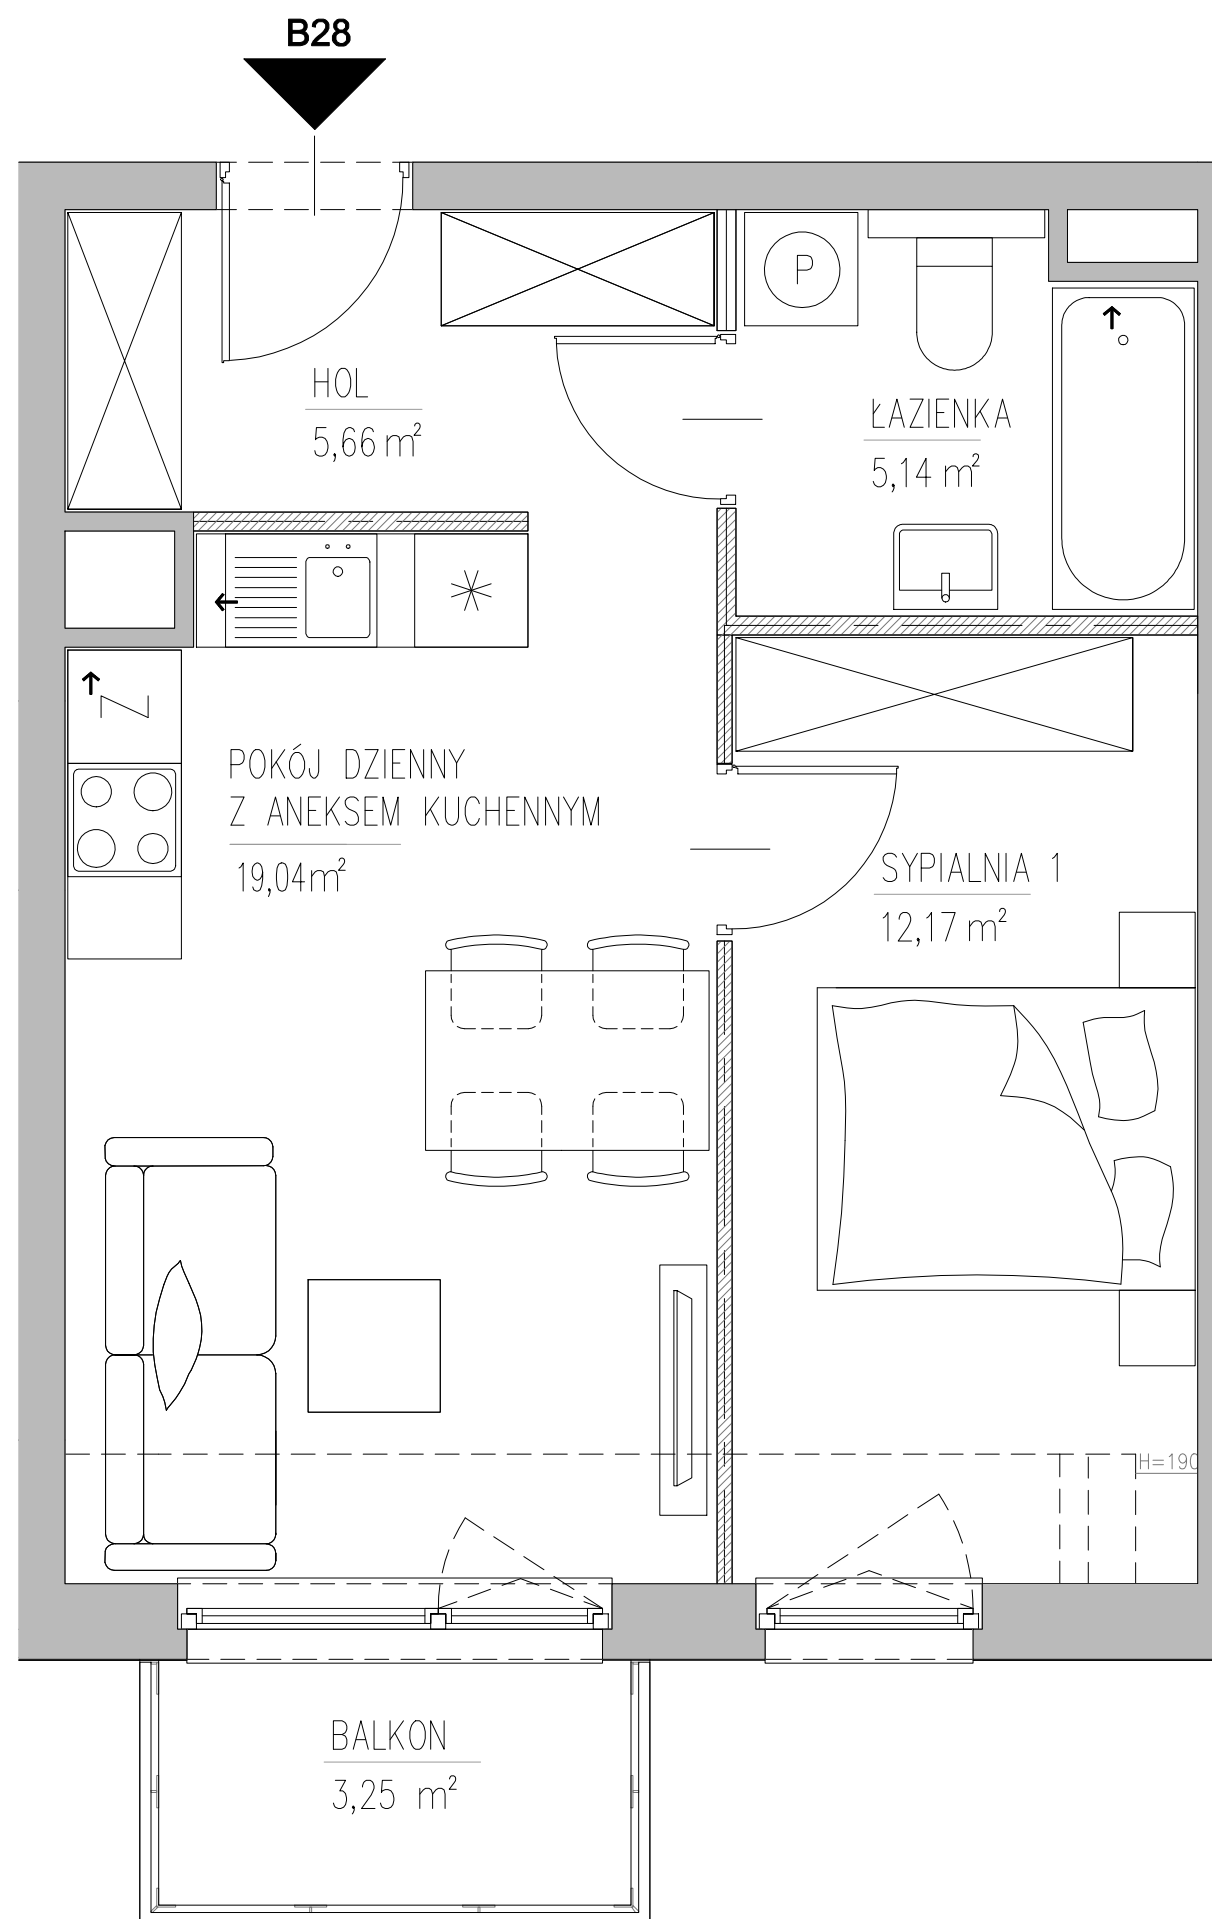 B28
HOL
5,66 m²
P
ŁAZIENKA
5,14 m²
Z
POKÓJ DZIENNY
Z ANEKSEM KUCHENNYM
19,04m²
SYPIALNIA 1
12,17 m²
H=190
BALKON
3,25 m²